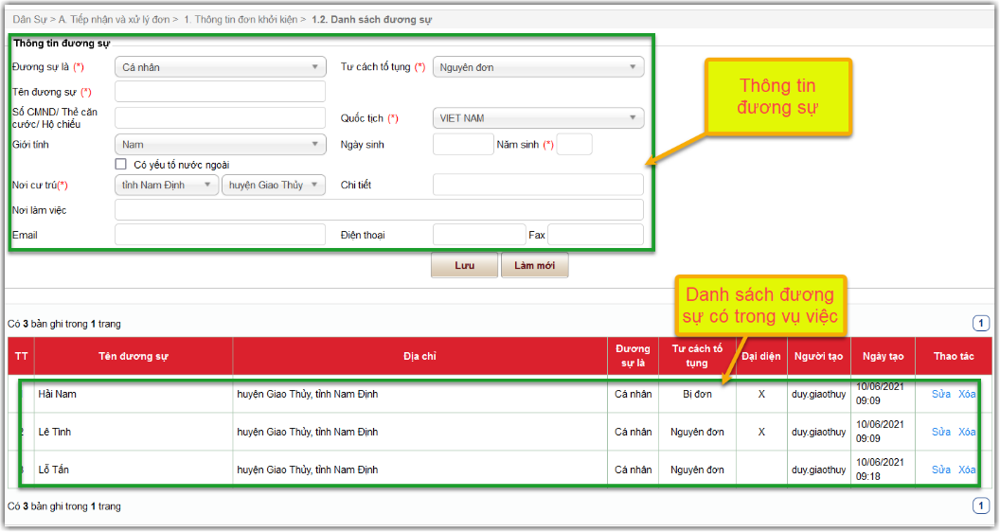 Dân Sự > A. Tiếp nhận và xử lý đơn > 1. Thông tin đơn khởi kiện > 1.2. Danh sách đương sự
Thông tin đương sự
Đương sự là (*) Cá nhân Tư cách tố tụng (*) Nguyên đơn
Tên đương sự (*)
Số CMND/ Thẻ căn
cước/ Hộ chiếu Quốc tịch (*) VIET NAM
Giới tính Nam Ngày sinh Năm sinh (*)
Có yếu tố nước ngoài
Nơi cư trú(*) tỉnh Nam Định huyện Giao Thủy Chi tiết
Nơi làm việc
Email Điện thoại Fax
Lưu Làm mới
Thông tin
đương sự
Danh sách đương
sự có trong vụ việc
Có 3 bản ghi trong 1 trang 1
TT Tên đương sự Địa chỉ Đương sự là Tư cách tố tụng Đại diện Người tạo Ngày tạo Thao tác
Hải Nam huyện Giao Thủy, tỉnh Nam Định Cá nhân Bị đơn X duy.giaothuy 10/06/2021 09:09 Sửa Xóa
2 Lê Tình huyện Giao Thủy, tỉnh Nam Định Cá nhân Nguyên đơn X duy.giaothuy 10/06/2021 09:09 Sửa Xóa
3 Lỗ Tấn huyện Giao Thủy, tỉnh Nam Định Cá nhân Nguyên đơn duy.giaothuy 10/06/2021 09:18 Sửa Xóa
Có 3 bản ghi trong 1 trang 1